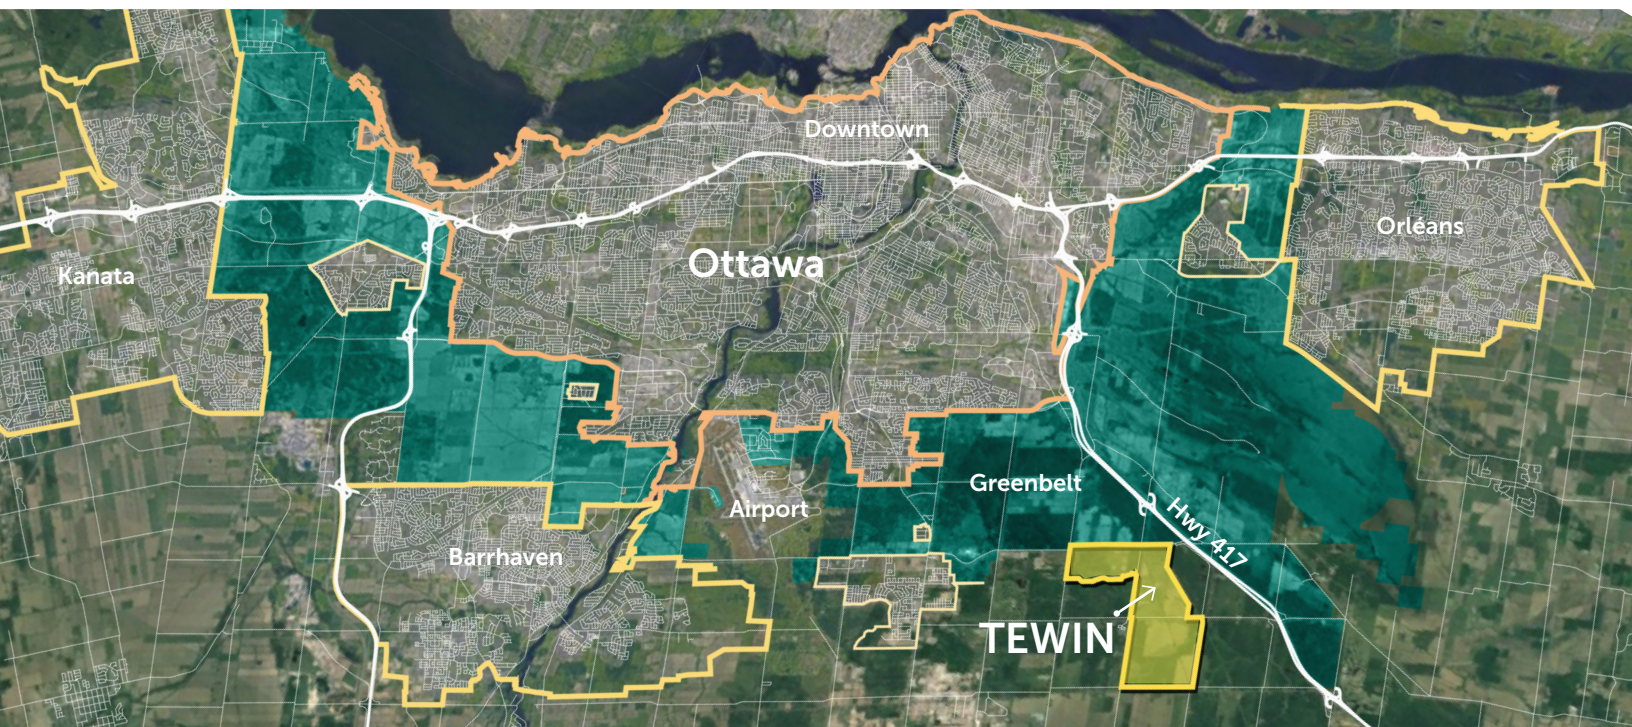 Downtown
Orléans
Ottawa
Kanata
Greenbelt
Airport
Hwy 417
Barrhaven
TEWIN